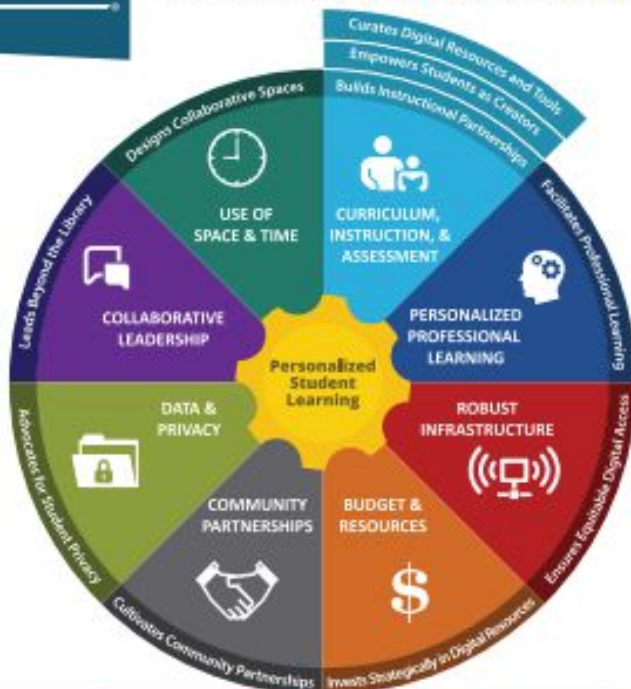 Curates Digital Resources and Tools
Empowers Students as Creators
Builds Instructional Partnerships
CURRICULUM,
INSTRUCTION, &
ASSESSMENT
Facilitates Professional Learning
PERSONALIZED
PROFESSIONAL
LEARNING
Ensures Equitable Digital Access
ROBUST
INFRASTRUCTURE
Invests Strategically in Digital Resources
BUDGET &
RESOURCES
$
Cultivates Community Partnerships
COMMUNITY
PARTNERSHIPS
Advocates for Student Privacy
DATA &
PRIVACY
Leads Beyond the Library
COLLABORATIVE
LEADERSHIP
Designs Collaborative Spaces
USE OF
SPACE & TIME
Personalized
Student
Learning